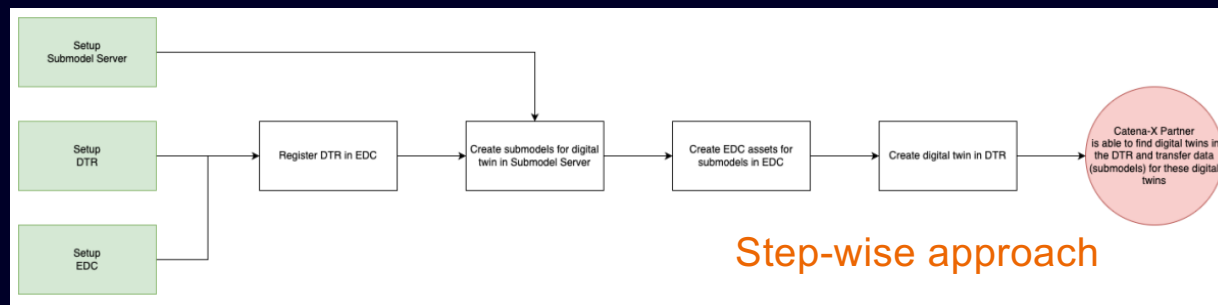 Setup
Submodel Server
Setup
DTR
Setup
EDC
Register DTR in EDC
Create submodels for digital
twin in Submodel Server
Create EDC assets for
submodels in EDC
Create digital twin in DTR
Catena-X Partner
is able to find digital twins in
the DTR and transfer data
(submodels) for these digital
twins
Step-wise approach